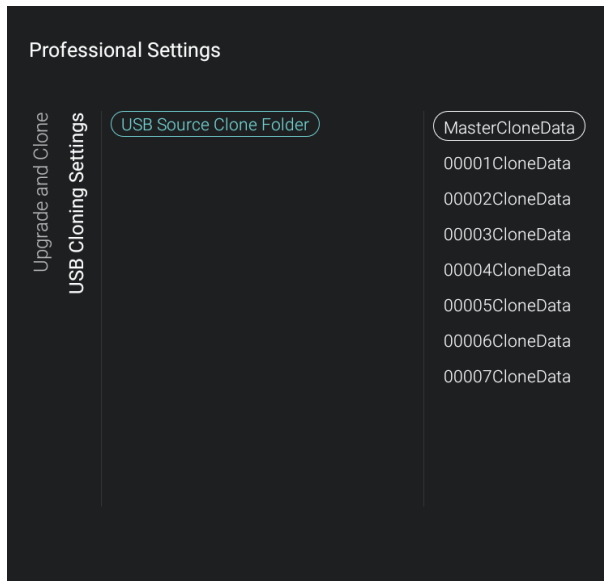 Professional Settings
Upgrade and Clone
USB Cloning Settings
USB Source Clone Folder
MasterCloneData
00001CloneData
00002CloneData
00003CloneData
00004CloneData
00005CloneData
00006CloneData
00007CloneData